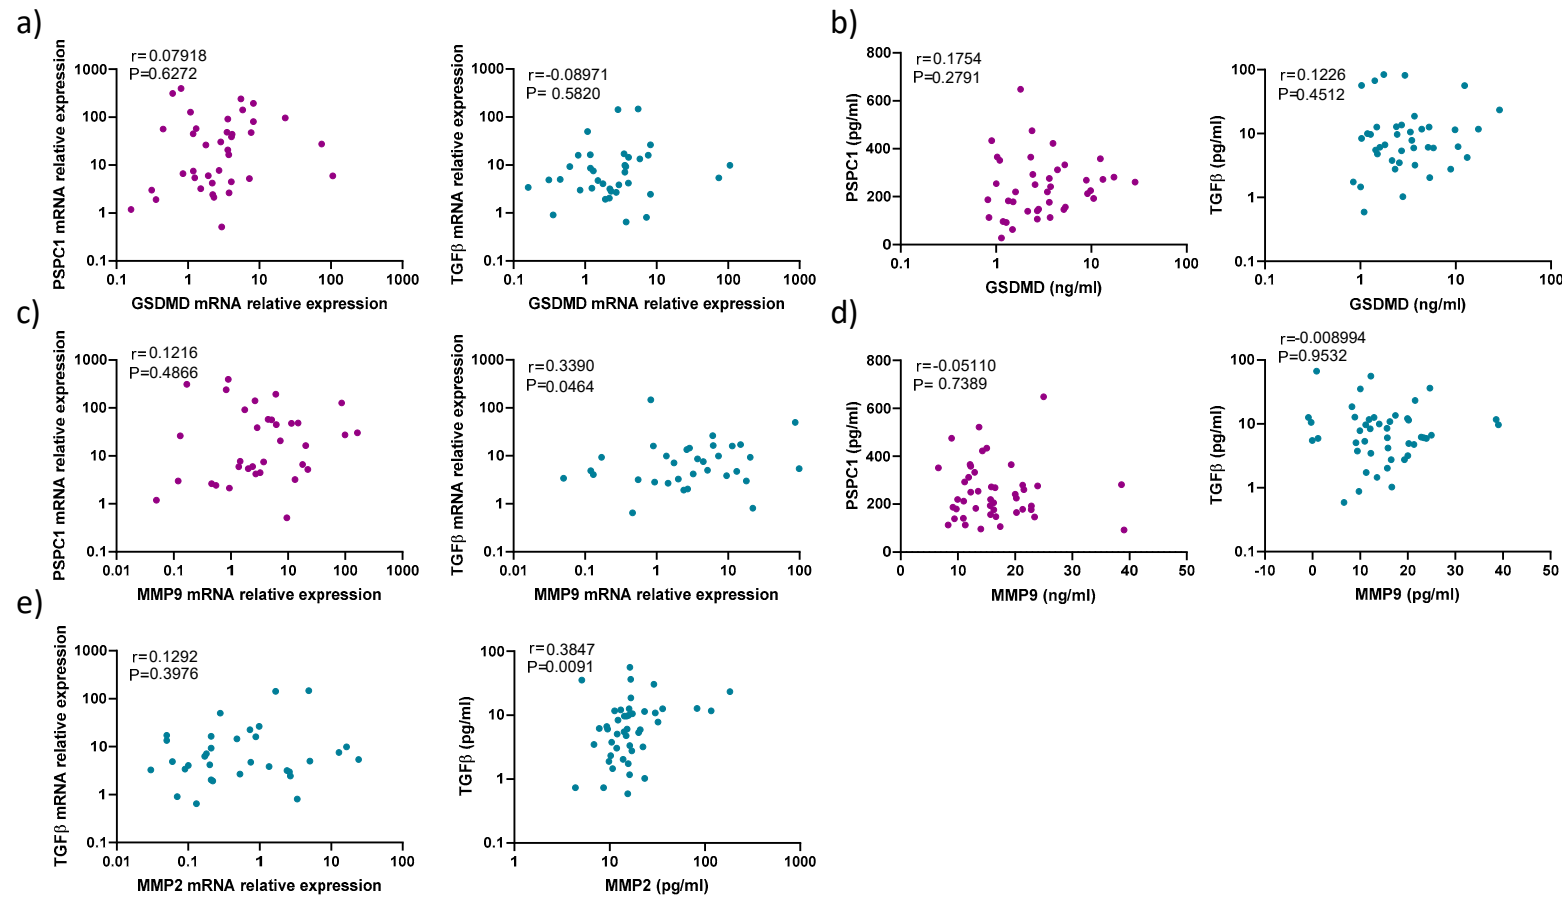 a)
r=0.07918
P=0.6272
PSPC1 mRNA relative expression
1000
100
10
1
0.1
0.1 1 10 100 1000
GSDMD mRNA relative expression
r=-0.08971
P= 0.5820
TGFβ mRNA relative expression
1000
100
10
1
0.1
0.1 1 10 100 1000
GSDMD mRNA relative expression
b)
r=0.1754
P=0.2791
PSPC1 (pg/ml)
800
600
400
200
0
0.1 1 10 100
GSDMD (ng/ml)
r=0.1226
P=0.4512
TGFβ (pg/ml)
100
10
1
0.1
0.1 1 10 100
GSDMD (ng/ml)
c)
r=0.1216
P=0.4866
PSPC1 mRNA relative expression
1000
100
10
1
0.1
0.01 0.1 1 10 100 1000
MMP9 mRNA relative expression
r=0.3390
P=0.0464
TGFβ mRNA relative expression
1000
100
10
1
0.1
0.01 0.1 1 10 100
MMP9 mRNA relative expression
d)
r=-0.05110
P= 0.7389
PSPC1 (pg/ml)
800
600
400
200
0
0 10 20 30 40 50
MMP9 (ng/ml)
r=-0.008994
P=0.9532
TGFβ (pg/ml)
100
10
1
0.1
-10 0 10 20 30 40 50
MMP9 (pg/ml)
e)
r=0.1292
P=0.3976
TGFβ mRNA relative expression
1000
100
10
1
0.1
0.01 0.1 1 10 100
MMP2 mRNA relative expression
r=0.3847
P=0.0091
TGFβ (pg/ml)
100
10
1
0.1
1 10 100 1000
MMP2 (pg/ml)